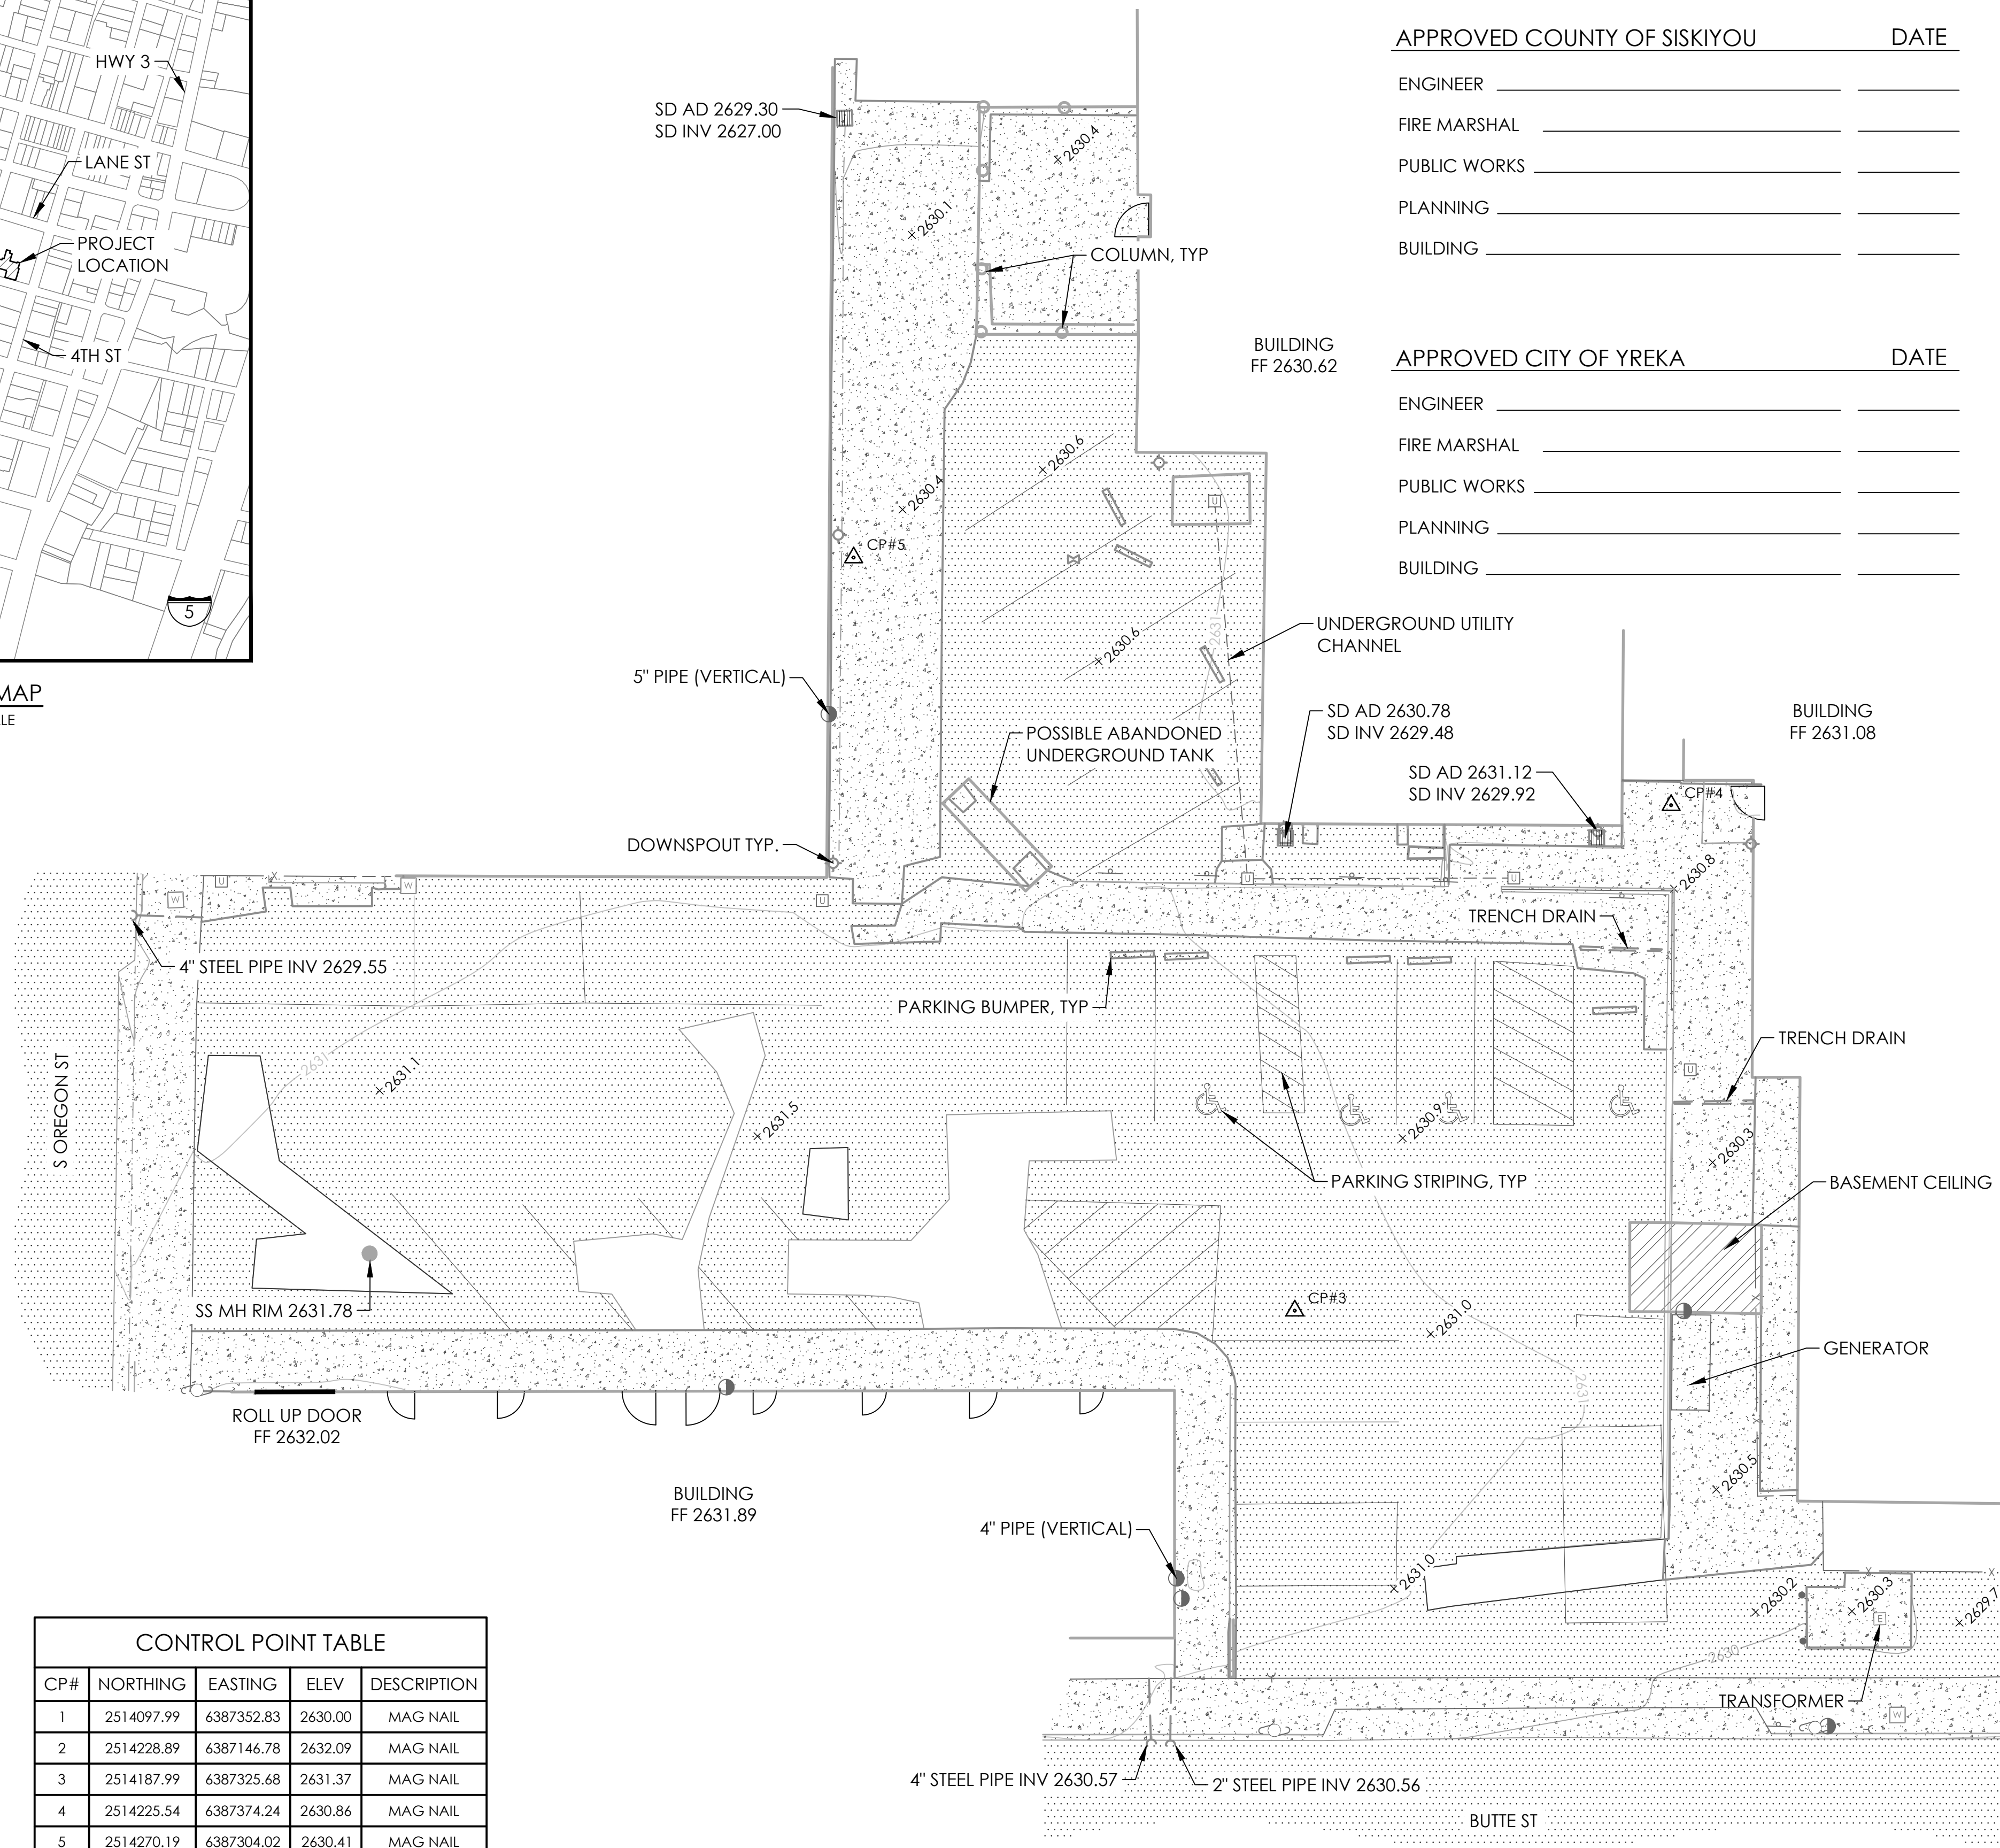 HWY 3
LANE ST
PROJECT
LOCATION
4TH ST
5
MAP
LE
APPROVED COUNTY OF SISKIYOU DATE
ENGINEER
FIRE MARSHAL
PUBLIC WORKS
PLANNING
BUILDING
APPROVED CITY OF YREKA DATE
ENGINEER
FIRE MARSHAL
PUBLIC WORKS
PLANNING
BUILDING
SD AD 2629.30
SD INV 2627.00
2630.4
2630.1
COLUMN, TYP
BUILDING
FF 2630.62
2630.6
2630.4
U
CP#5
2631
2630.6
UNDERGROUND UTILITY
CHANNEL
5" PIPE (VERTICAL)
POSSIBLE ABANDONED
UNDERGROUND TANK
SD AD 2630.78
SD INV 2629.48
BUILDING
FF 2631.08
SD AD 2631.12
SD INV 2629.92
CP#4
DOWNSPOUT TYP.
2630.8
X
U
W
W
U
U
U
TRENCH DRAIN
4" STEEL PIPE INV 2629.55
PARKING BUMPER, TYP
TRENCH DRAIN
S OREGON ST
2631
2631.1
U
2631.5
2630.9
2630.3
PARKING STRIPING, TYP
BASEMENT CEILING
SS MH RIM 2631.78
CP#3
2631.0
GENERATOR
2631
ROLL UP DOOR
FF 2632.02
BUILDING
FF 2631.89
2630.5
4" PIPE (VERTICAL)
2631.0
X
X
2630.2
2630.3
2629.7
E
2630
TRANSFORMER
W
4" STEEL PIPE INV 2630.57
2" STEEL PIPE INV 2630.56
BUTTE ST
CONTROL POINT TABLE
CP# NORTHING EASTING ELEV DESCRIPTION
1 2514097.99 6387352.83 2630.00 MAG NAIL
2 2514228.89 6387146.78 2632.09 MAG NAIL
3 2514187.99 6387325.68 2631.37 MAG NAIL
4 2514225.54 6387374.24 2630.86 MAG NAIL
5 2514270.19 6387304.02 2630.41 MAG NAIL